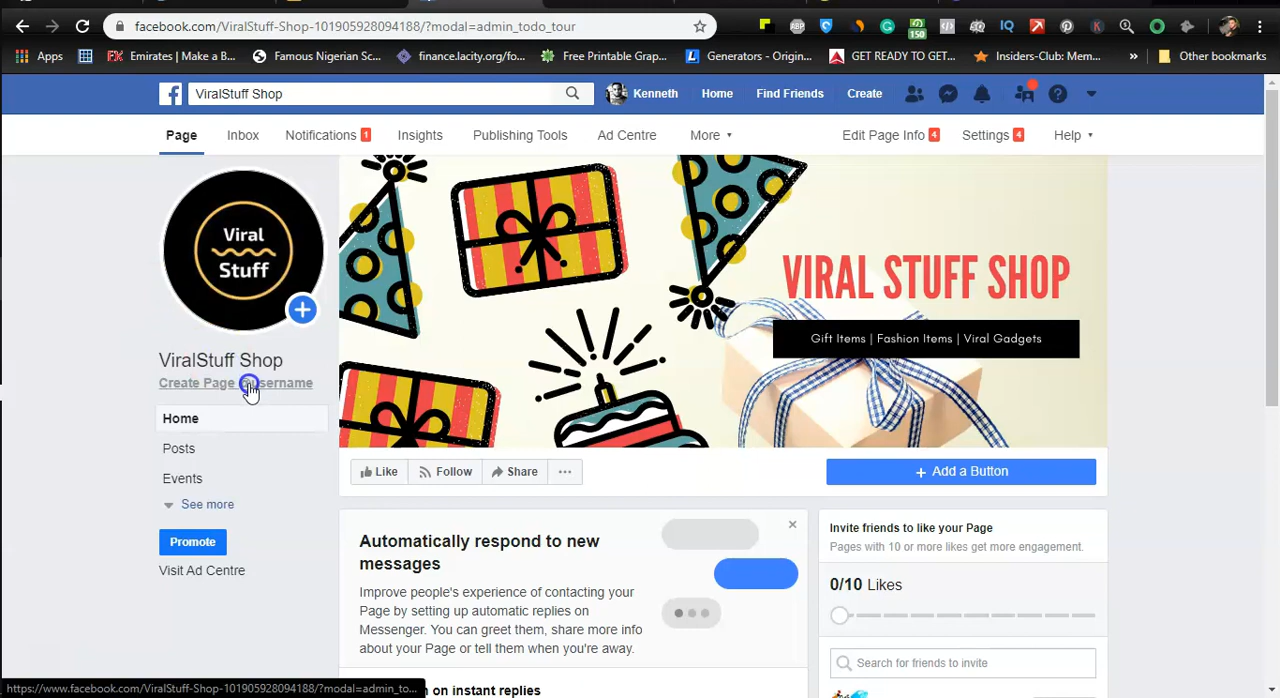 facebook.com/ViralStuff-Shop-101905928094188/?modal=admin_todo_tour
ABP
150
IQ
K
Apps
FX Emirates | Make a B...
Famous Nigerian Sc...
finance.lacity.org/fo...
Free Printable Grap...
L Generators - Origin...
GET READY TO GET...
Insiders-Club: Mem...
»
Other bookmarks
f
ViralStuff Shop
Kenneth
Home
Find Friends
Create
Page
Inbox
Notifications 1
Insights
Publishing Tools
Ad Centre
More
Edit Page Info 4
Settings 4
Help
Viral
Stuff
VIRAL STUFF SHOP
Gift Items | Fashion Items | Viral Gadgets
ViralStuff Shop
Create Page @username
Home
Posts
Events
See more
Promote
Visit Ad Centre
Like
Follow
Share
+ Add a Button
Automatically respond to new
messages
Improve people's experience of contacting your
Page by setting up automatic replies on
Messenger. You can greet them, share more info
about your Page or tell them when you're away.
n on instant replies
Invite friends to like your Page
Pages with 10 or more likes get more engagement.
0/10 Likes
Search for friends to invite
https://www.facebook.com/ViralStuff-Shop-101905928094188/?modal=admin_to...